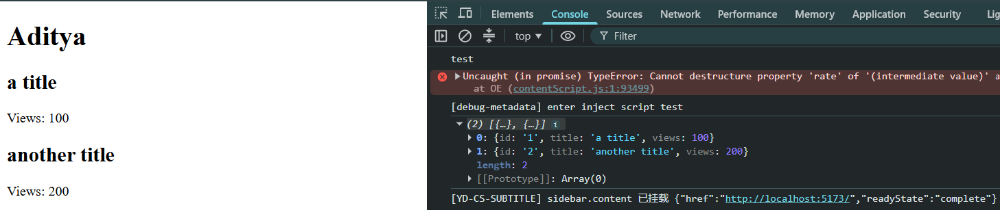 Aditya
a title
Views: 100
another title
Views: 200
Elements Console Sources Network Performance Memory Application Security Lig
top Filter
test
Uncaught (in promise) TypeError: Cannot destructure property 'rate' of '(intermediate value)' a
at OE (contentScript.js:1:93499)
[debug-metadata] enter inject script test
(2) [{…}, {…}] i
0: {id: '1', title: 'a title', views: 100}
1: {id: '2', title: 'another title', views: 200}
length: 2
[[Prototype]]: Array(0)
[YD-CS-SUBTITLE] sidebar.content 已挂载 {"href":"http://localhost:5173/","readyState":"complete"}